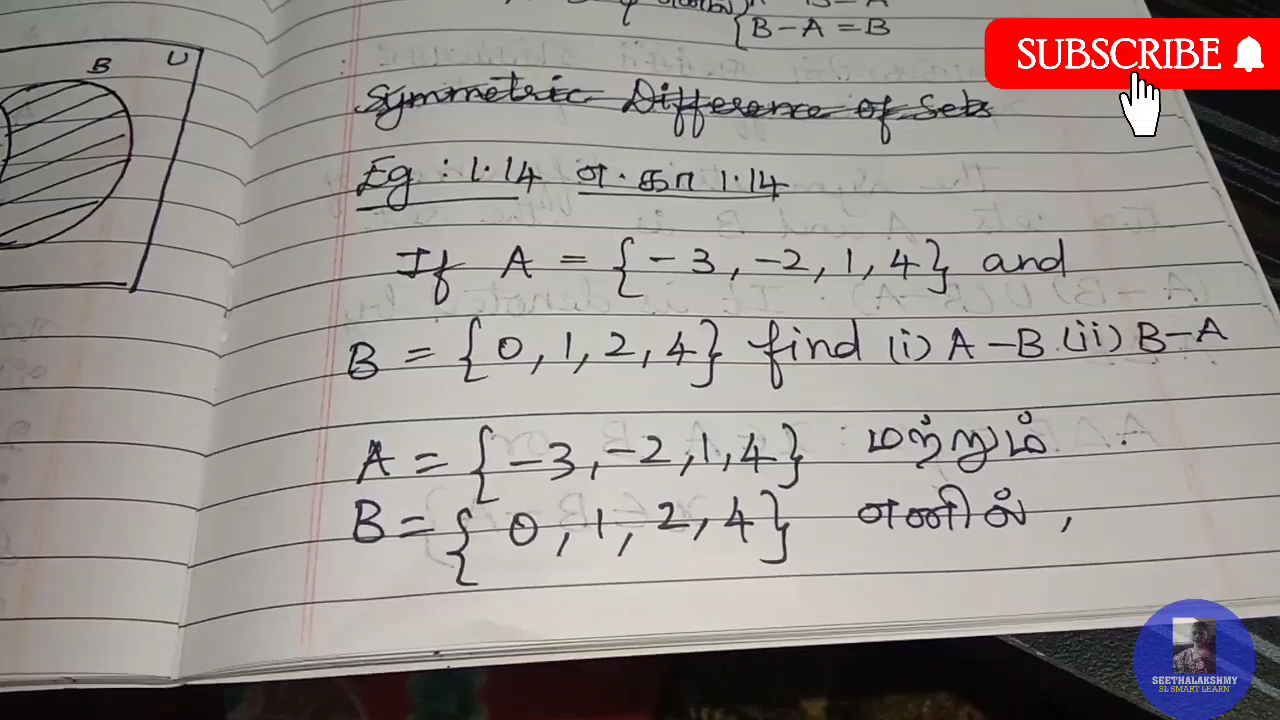 B U
B-A = B
SUBSCRIBE
Symmetric Difference of Sets
Eg : 1.14 எ.கா 1.14
If A = {-3, -2, 1, 4} and
B = {0, 1, 2, 4} find (i) A-B (ii) B-A
A = {-3, -2, 1, 4} மற்றும்
B = {0, 1, 2, 4} எனில்,
SEETHALAKSHMY
SL SMART LEARN